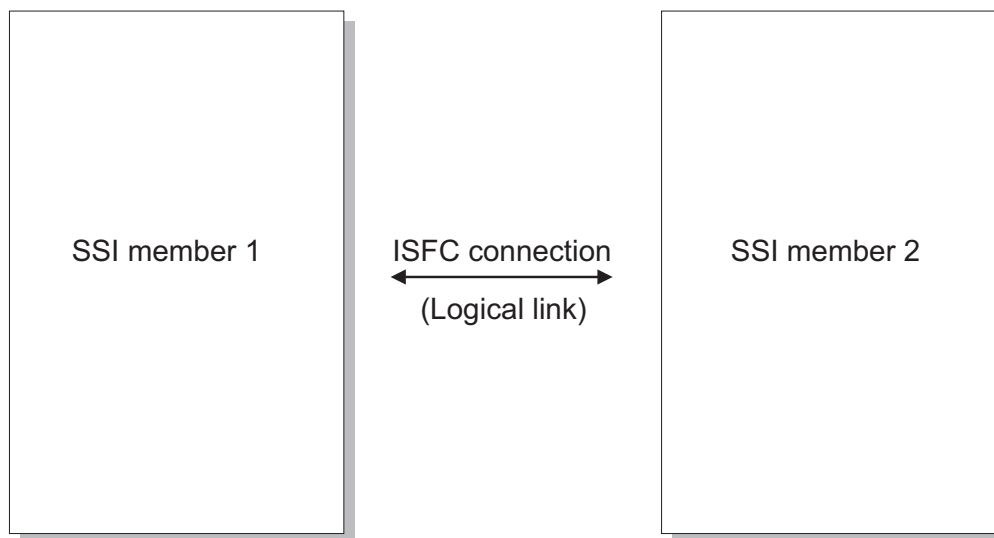 SSI member 1
ISFC connection
(Logical link)
SSI member 2